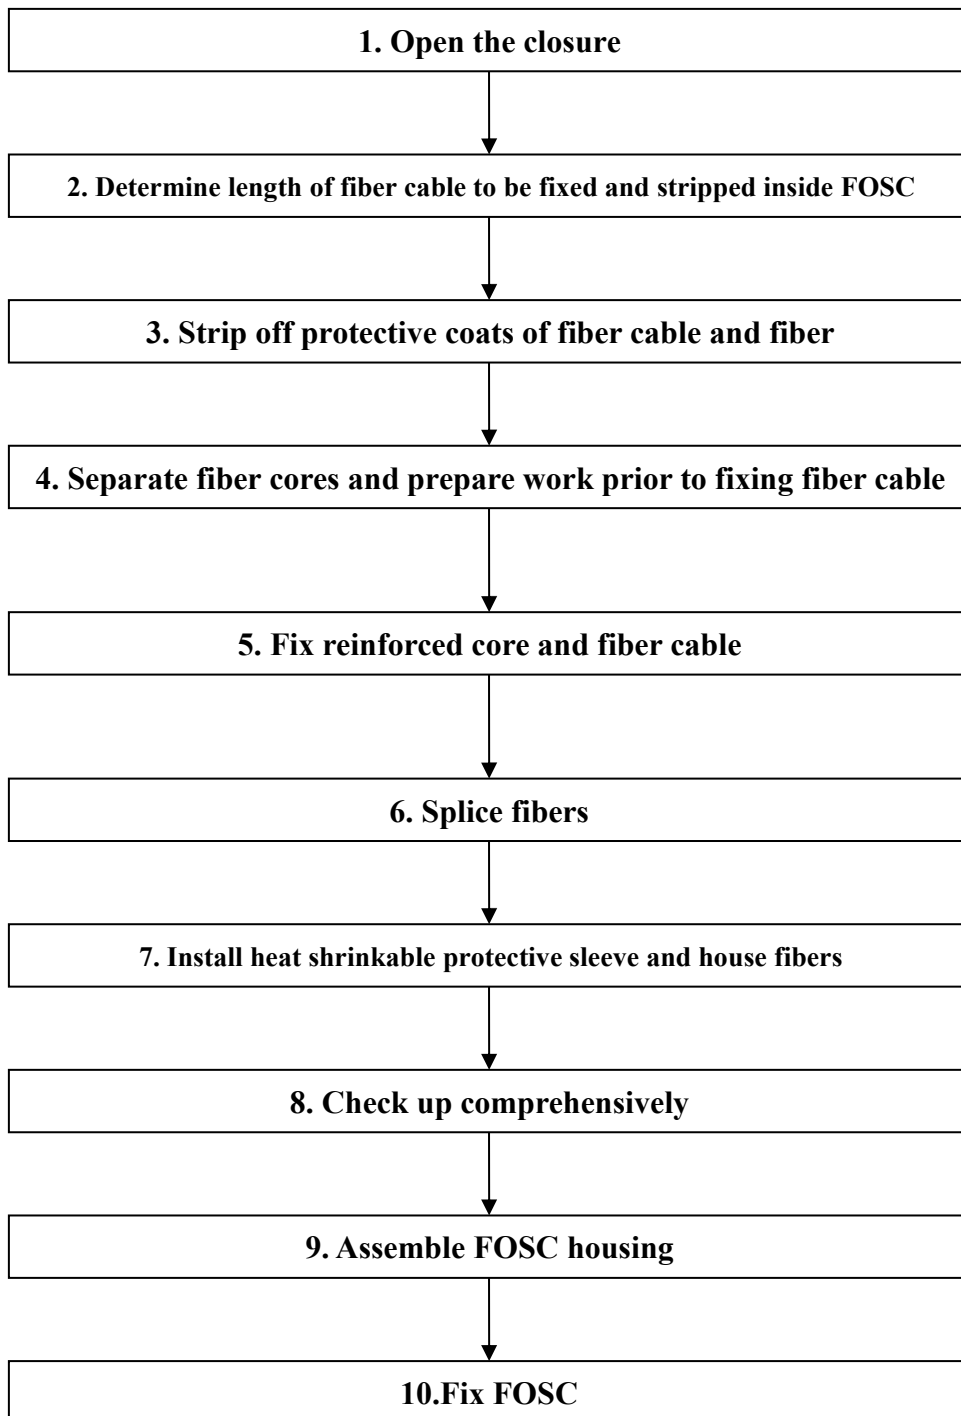 1. Open the closure
2. Determine length of fiber cable to be fixed and stripped inside FOSC
3. Strip off protective coats of fiber cable and fiber
4. Separate fiber cores and prepare work prior to fixing fiber cable
5. Fix reinforced core and fiber cable
6. Splice fibers
7. Install heat shrinkable protective sleeve and house fibers
8. Check up comprehensively
9. Assemble FOSC housing
10.Fix FOSC